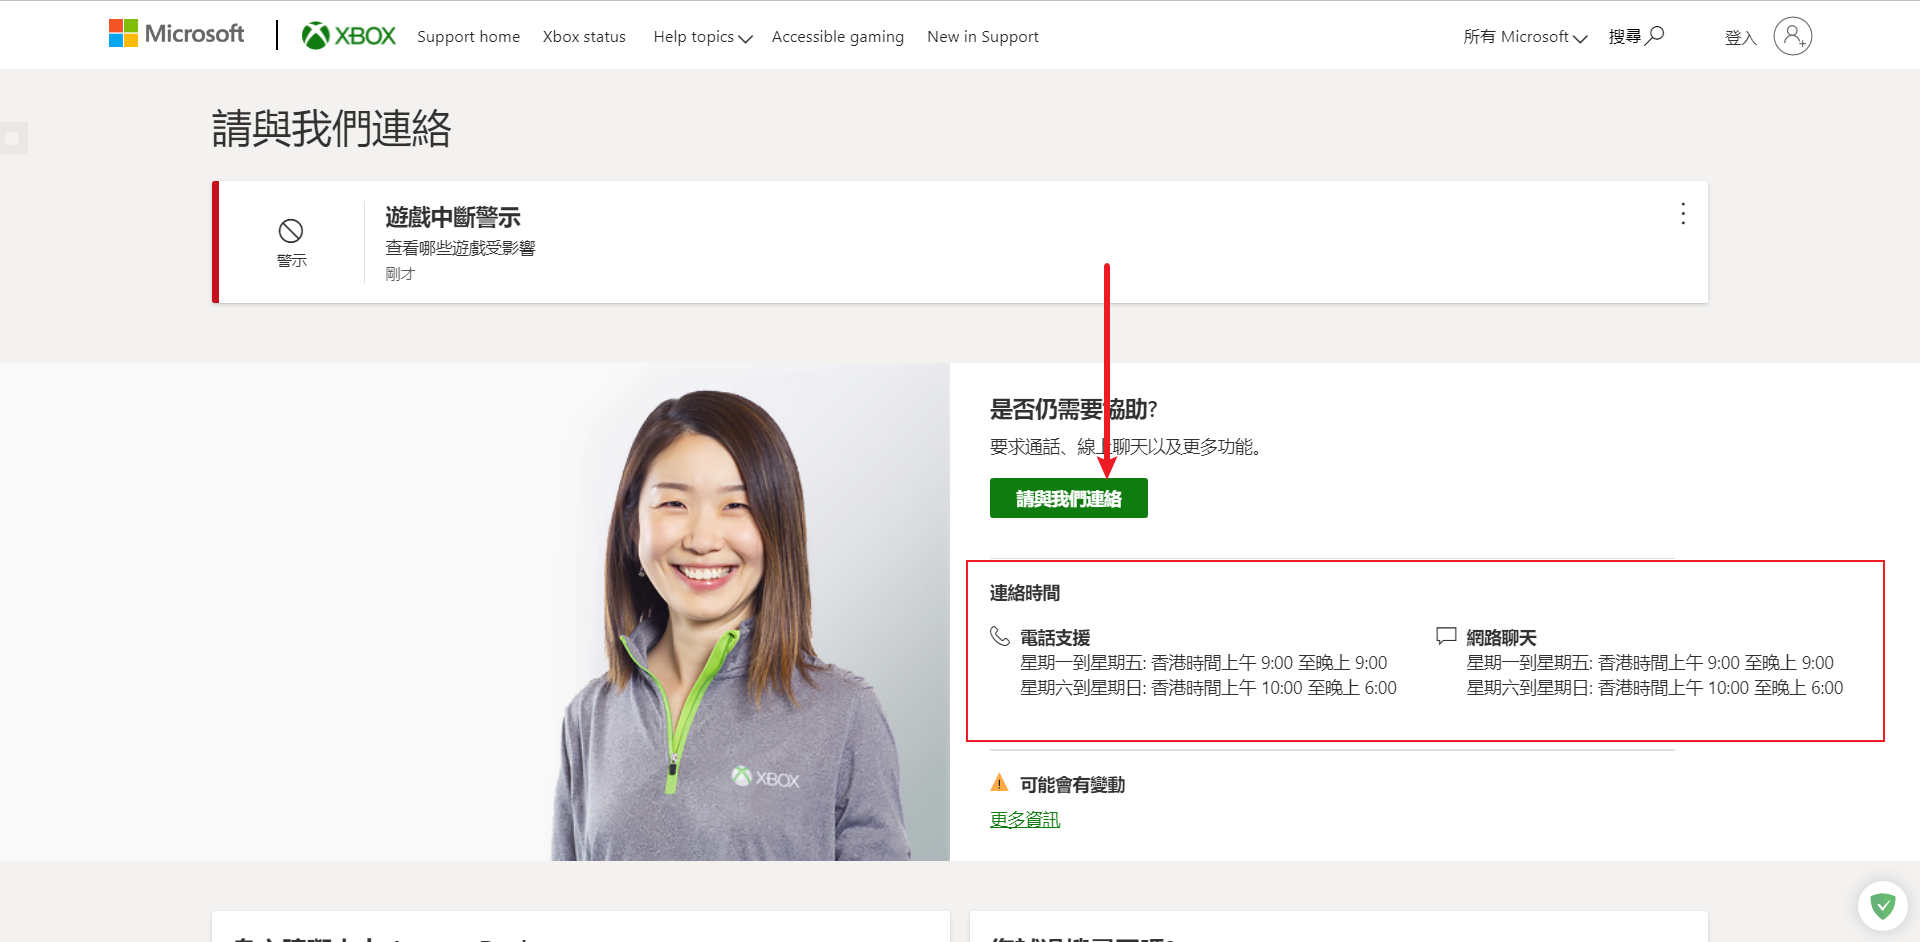 Microsoft
XBOX
Support home
Xbox status
Help topics
Accessible gaming
New in Support
所有 Microsoft
搜尋
登入
請與我們連絡
警示
遊戲中斷警示
查看哪些遊戲受影響
剛才
是否仍需要協助?
要求通話、線上聊天以及更多功能。
請與我們連絡
連絡時間
電話支援
星期一到星期五: 香港時間上午 9:00 至晚上 9:00
星期六到星期日: 香港時間上午 10:00 至晚上 6:00
網路聊天
星期一到星期五: 香港時間上午 9:00 至晚上 9:00
星期六到星期日: 香港時間上午 10:00 至晚上 6:00
XBOX
可能會有變動
更多資訊